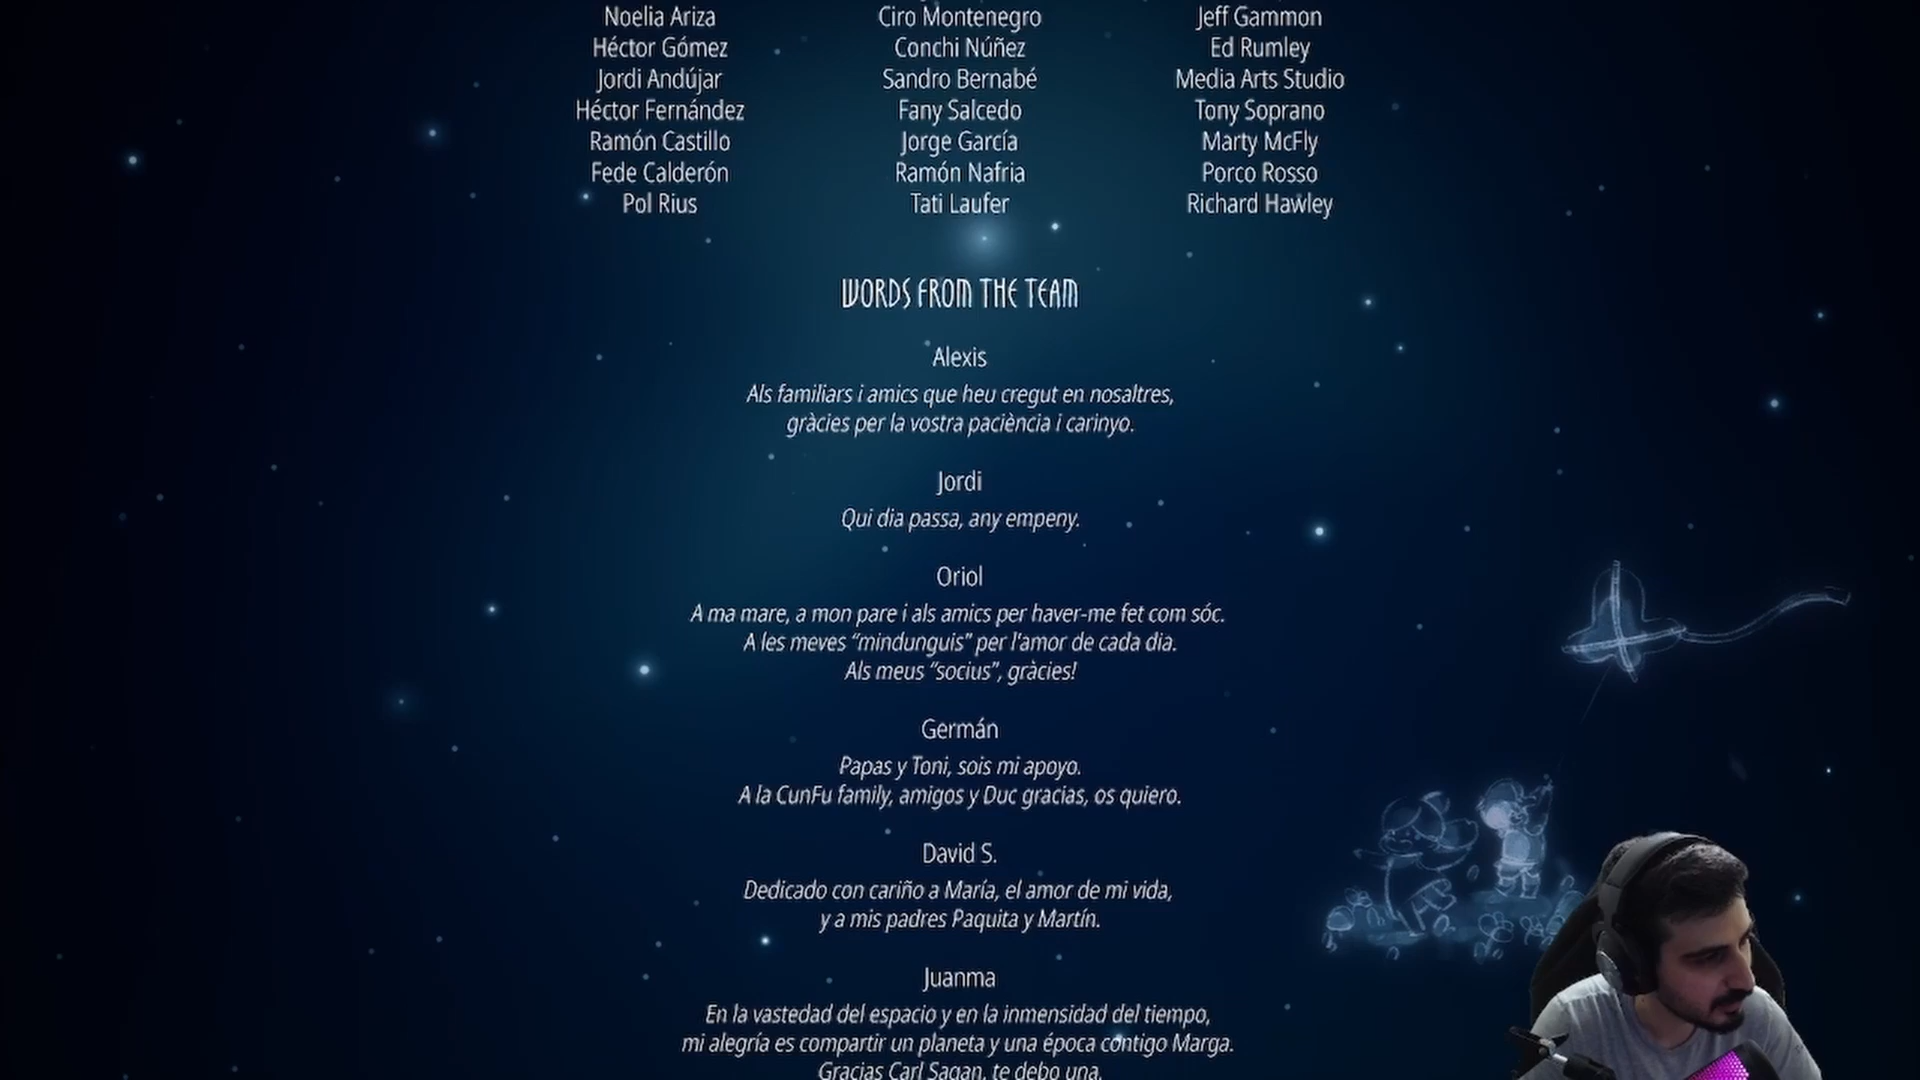 Noelia Ariza
Héctor Gómez
Jordi Andújar
Héctor Fernández
Ramón Castillo
Fede Calderón
Pol Rius
Ciro Montenegro
Conchi Núñez
Sandro Bernabé
Fany Salcedo
Jorge García
Ramón Nafria
Tati Laufer
Jeff Gammon
Ed Rumley
Media Arts Studio
Tony Soprano
Marty McFly
Porco Rosso
Richard Hawley
WORDS FROM THE TEAM
Alexis
Als familiars i amics que heu cregut en nosaltres,
gràcies per la vostra paciència i carinyo.
Jordi
Qui dia passa, any empeny.
Oriol
A ma mare, a mon pare i als amics per haver-me fet com sóc.
A les meves “mindunguis” per l'amor de cada dia.
Als meus “socius”, gràcies!
Germán
Papas y Toni, sois mi apoyo.
A la CunFu family, amigos y Duc gracias, os quiero.
David S.
Dedicado con cariño a María, el amor de mi vida,
y a mis padres Paquita y Martín.
Juanma
En la vastedad del espacio y en la inmensidad del tiempo,
mi alegría es compartir un planeta y una época contigo Marga.
Gracias Carl Sagan, te debo una.